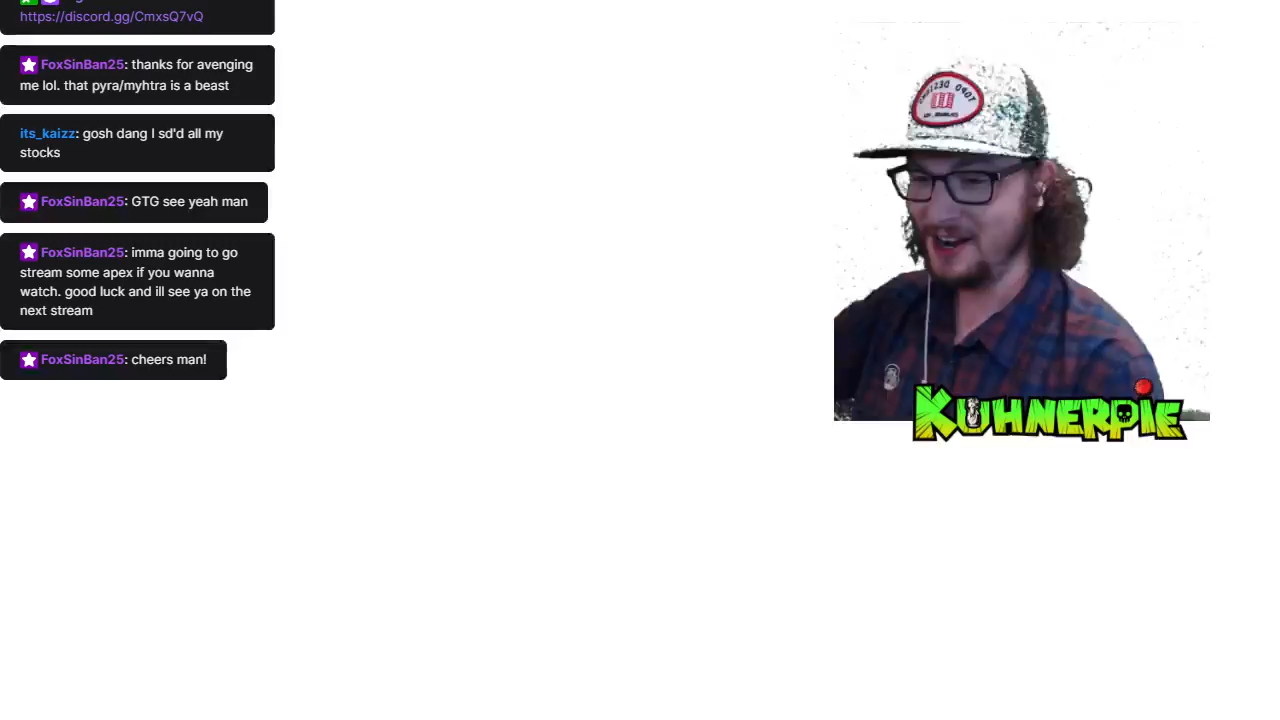 https://discord.gg/CmxsQ7vQ
FoxSinBan25: thanks for avenging
me lol. that pyra/myhtra is a beast
its_kaizz: gosh dang I sd'd all my
stocks
FoxSinBan25: GTG see yeah man
FoxSinBan25: imma going to go
stream some apex if you wanna
watch. good luck and ill see ya on the
next stream
FoxSinBan25: cheers man!
KUHNERPIE